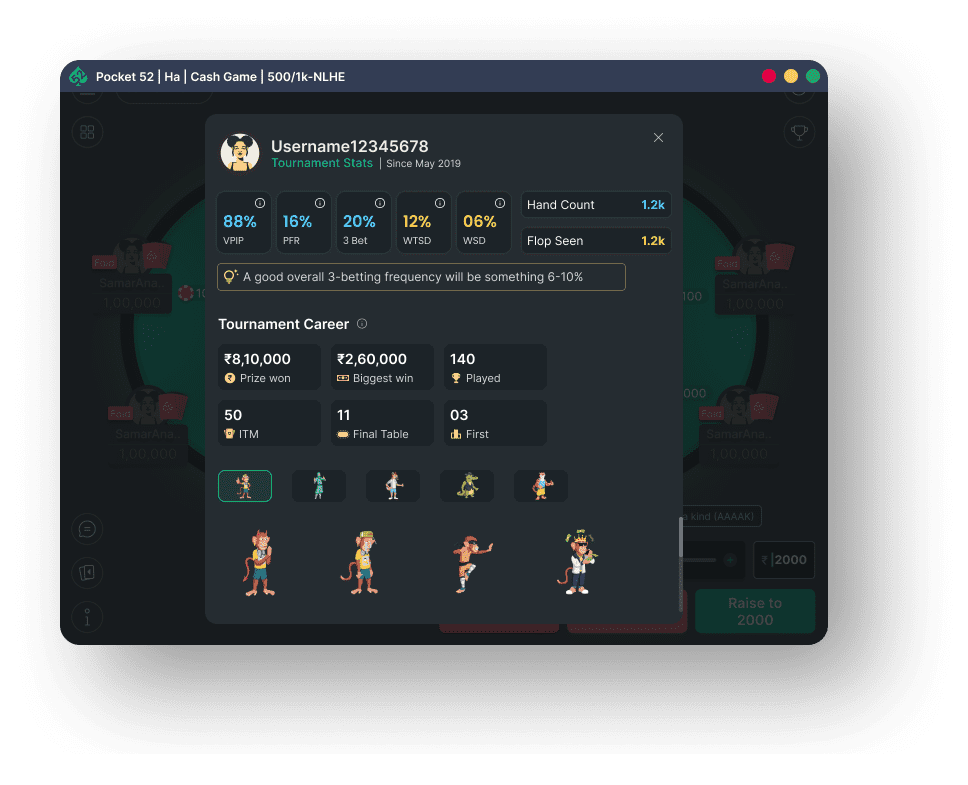 Pocket 52 | Ha | Cash Game | 500/1k-NLHE
Username12345678
Tournament Stats | Since May 2019
88%
VPIP
16%
PFR
20%
3 Bet
12%
WTSD
06%
WSD
Hand Count 1.2k
Flop Seen 1.2k
A good overall 3-betting frequency will be something 6-10%
Fold
SamarAna...
1,00,000
Fold
SamarAna...
1,00,000
Tournament Career
₹8,10,000
Prize won
₹2,60,000
Biggest win
140
Played
50
ITM
11
Final Table
03
First
Fold
SamarAna...
1,00,000
Fold
SamarAna...
1,00,000
kind (AAAAK)
₹ |2000
Raise to
2000